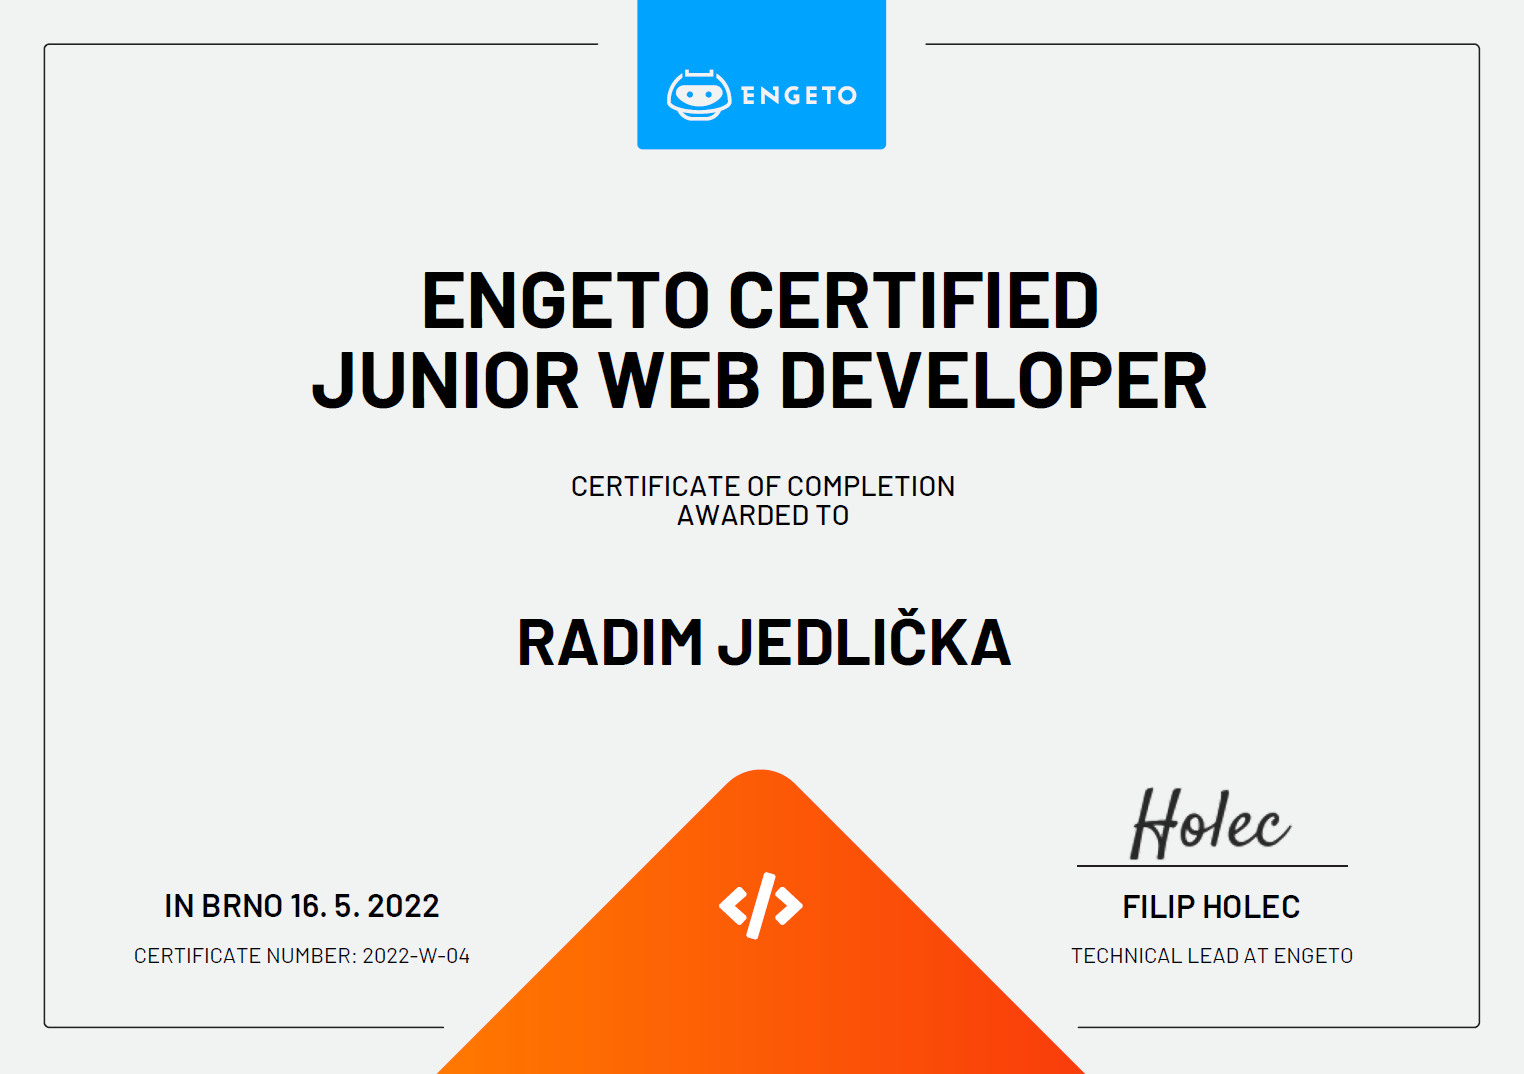 ENGETO
ENGETO CERTIFIED
JUNIOR WEB DEVELOPER
CERTIFICATE OF COMPLETION
AWARDED TO
RADIM JEDLIČKA
Holec
IN BRNO 16. 5. 2022
CERTIFICATE NUMBER: 2022-W-04
FILIP HOLEC
TECHNICAL LEAD AT ENGETO